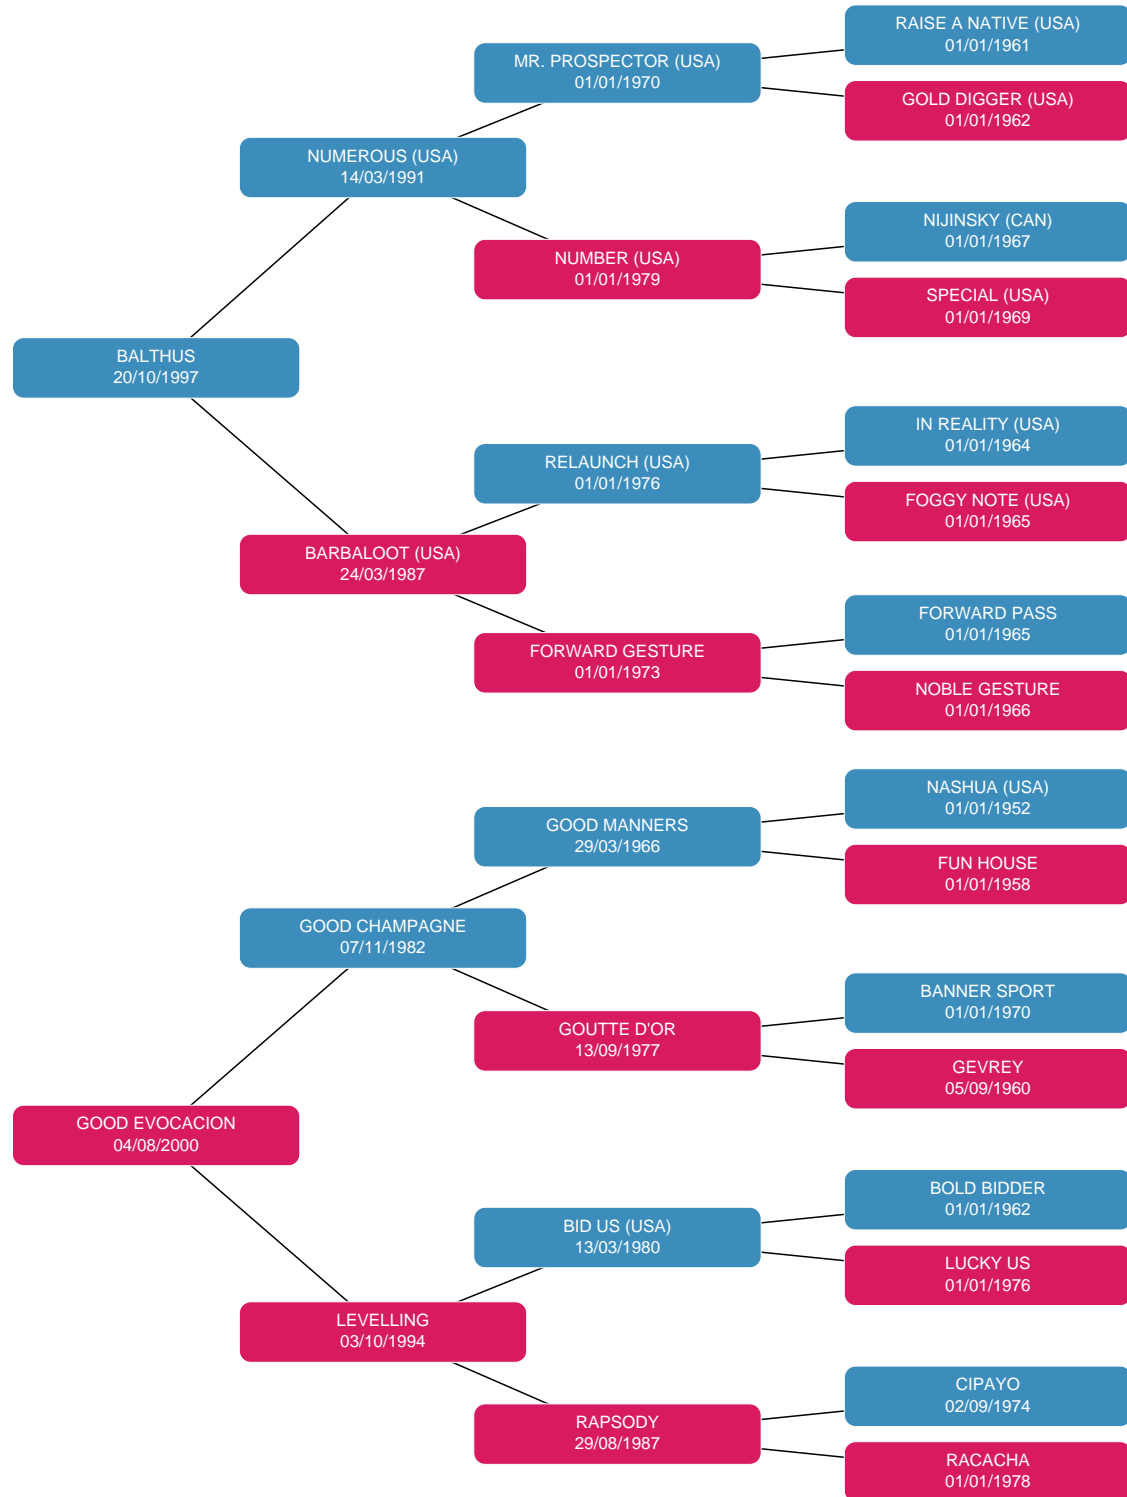 RAISE A NATIVE (USA)
01/01/1961
MR. PROSPECTOR (USA)
01/01/1970
GOLD DIGGER (USA)
01/01/1962
NUMEROUS (USA)
14/03/1991
NIJINSKY (CAN)
01/01/1967
NUMBER (USA)
01/01/1979
SPECIAL (USA)
01/01/1969
BALTHUS
20/10/1997
IN REALITY (USA)
01/01/1964
RELAUNCH (USA)
01/01/1976
FOGGY NOTE (USA)
01/01/1965
BARBALOOT (USA)
24/03/1987
FORWARD PASS
01/01/1965
FORWARD GESTURE
01/01/1973
NOBLE GESTURE
01/01/1966
NASHUA (USA)
01/01/1952
GOOD MANNERS
29/03/1966
FUN HOUSE
01/01/1958
GOOD CHAMPAGNE
07/11/1982
BANNER SPORT
01/01/1970
GOUTTE D'OR
13/09/1977
GEVREY
05/09/1960
GOOD EVOCACION
04/08/2000
BOLD BIDDER
01/01/1962
BID US (USA)
13/03/1980
LUCKY US
01/01/1976
LEVELLING
03/10/1994
CIPAYO
02/09/1974
RAPSODY
29/08/1987
RACACHA
01/01/1978